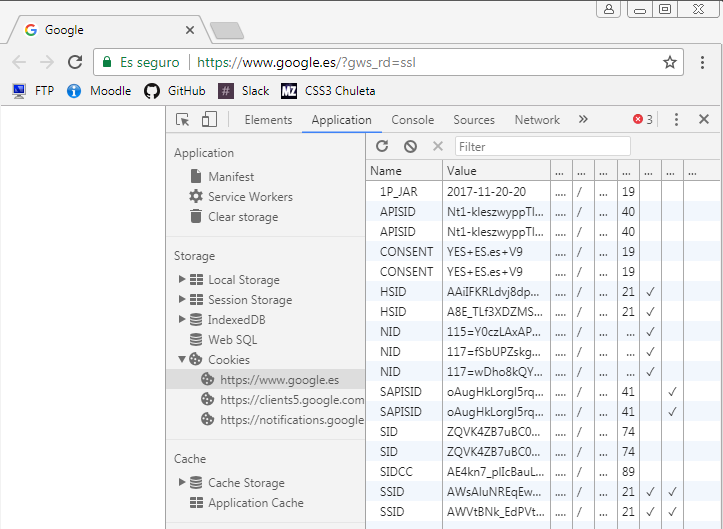 Google
Es seguro https://www.google.es/?gws_rd=ssl
FTP Moodle GitHub # Slack MZ CSS3 Chuleta
Elements Application Console Sources Network » 3
Filter
Application
Manifest
Service Workers
Clear storage
Storage
Local Storage
Session Storage
IndexedDB
Web SQL
Cookies
https://www.google.es
https://clients5.google.com
https://notifications.google
Cache
Cache Storage
Application Cache
Name Value ... ... ... ... ... ... ...
1P_JAR 2017-11-20-20 .... / ... 19
APISID Nt1-kIeszwyppTl... .... / ... 40
APISID Nt1-kIeszwyppTl... .... / ... 40
CONSENT YES+ES.es+V9 .... / ... 19
CONSENT YES+ES.es+V9 .... / ... 19
HSID AAiIFKRLdvj8dp... .... / ... 21 ✓
HSID A8E_TLf3XDZMS... .... / ... 21 ✓
NID 115=Y0czLAxAP... .... / ... ... ✓
NID 117=fSbUPZskg... .... / ... ... ✓
NID 117=wDho8kQY... .... / ... ... ✓
SAPISID oAugHkLorgI5rq... .... / ... 41 ✓
SAPISID oAugHkLorgI5rq... .... / ... 41 ✓
SID ZQVK4ZB7uBC0... .... / ... 74
SID ZQVK4ZB7uBC0... .... / ... 74
SIDCC AE4kn7_plIcBauL... .... / ... 89
SSID AWsAluNREqEw... .... / ... 21 ✓ ✓
SSID AWVtBNk_EdPVt... .... / ... 21 ✓ ✓